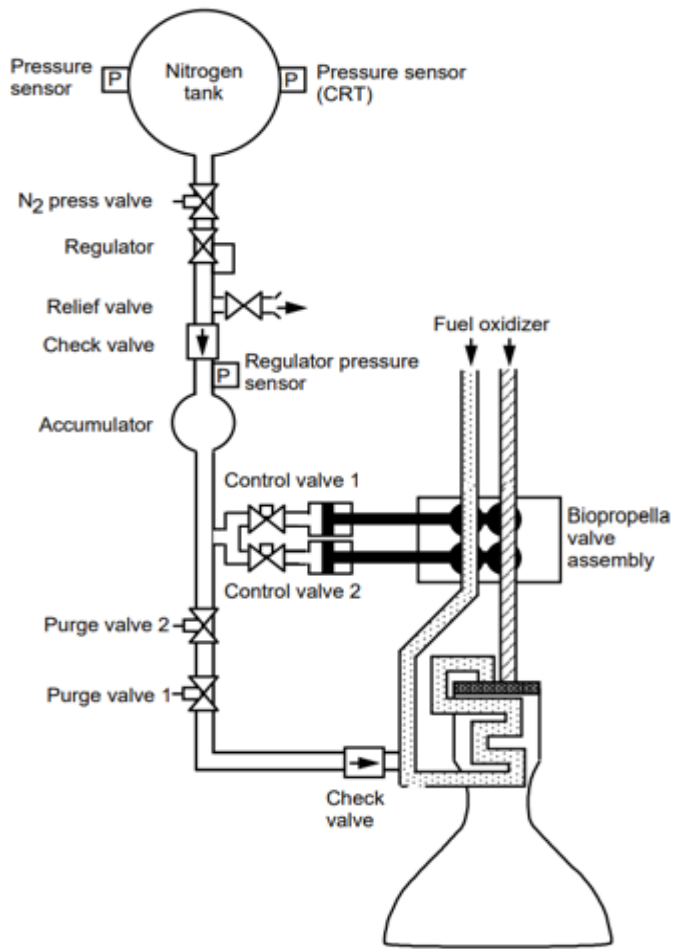 Pressure
sensor
P
Nitrogen
tank
P
Pressure sensor
(CRT)
N2 press valve
Regulator
Relief valve
Check valve
P
Regulator pressure
sensor
Accumulator
Fuel oxidizer
Control valve 1
Control valve 2
Biopropella
valve
assembly
Purge valve 2
Purge valve 1
Check
valve